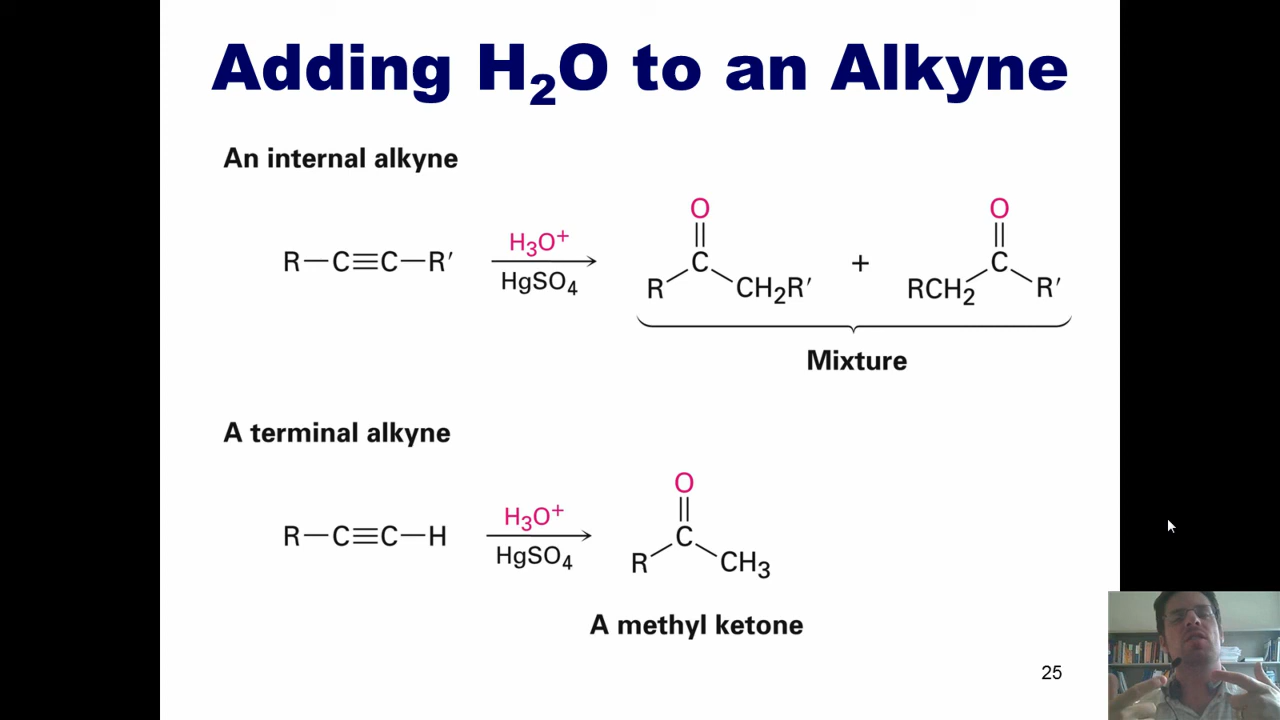 Adding H₂O to an Alkyne
An internal alkyne
R—C≡C—R′
H₃O⁺
HgSO₄
O
R C CH₂R′
+
O
RCH₂ C R′
Mixture
A terminal alkyne
R—C≡C—H
H₃O⁺
HgSO₄
O
R C CH₃
A methyl ketone
25